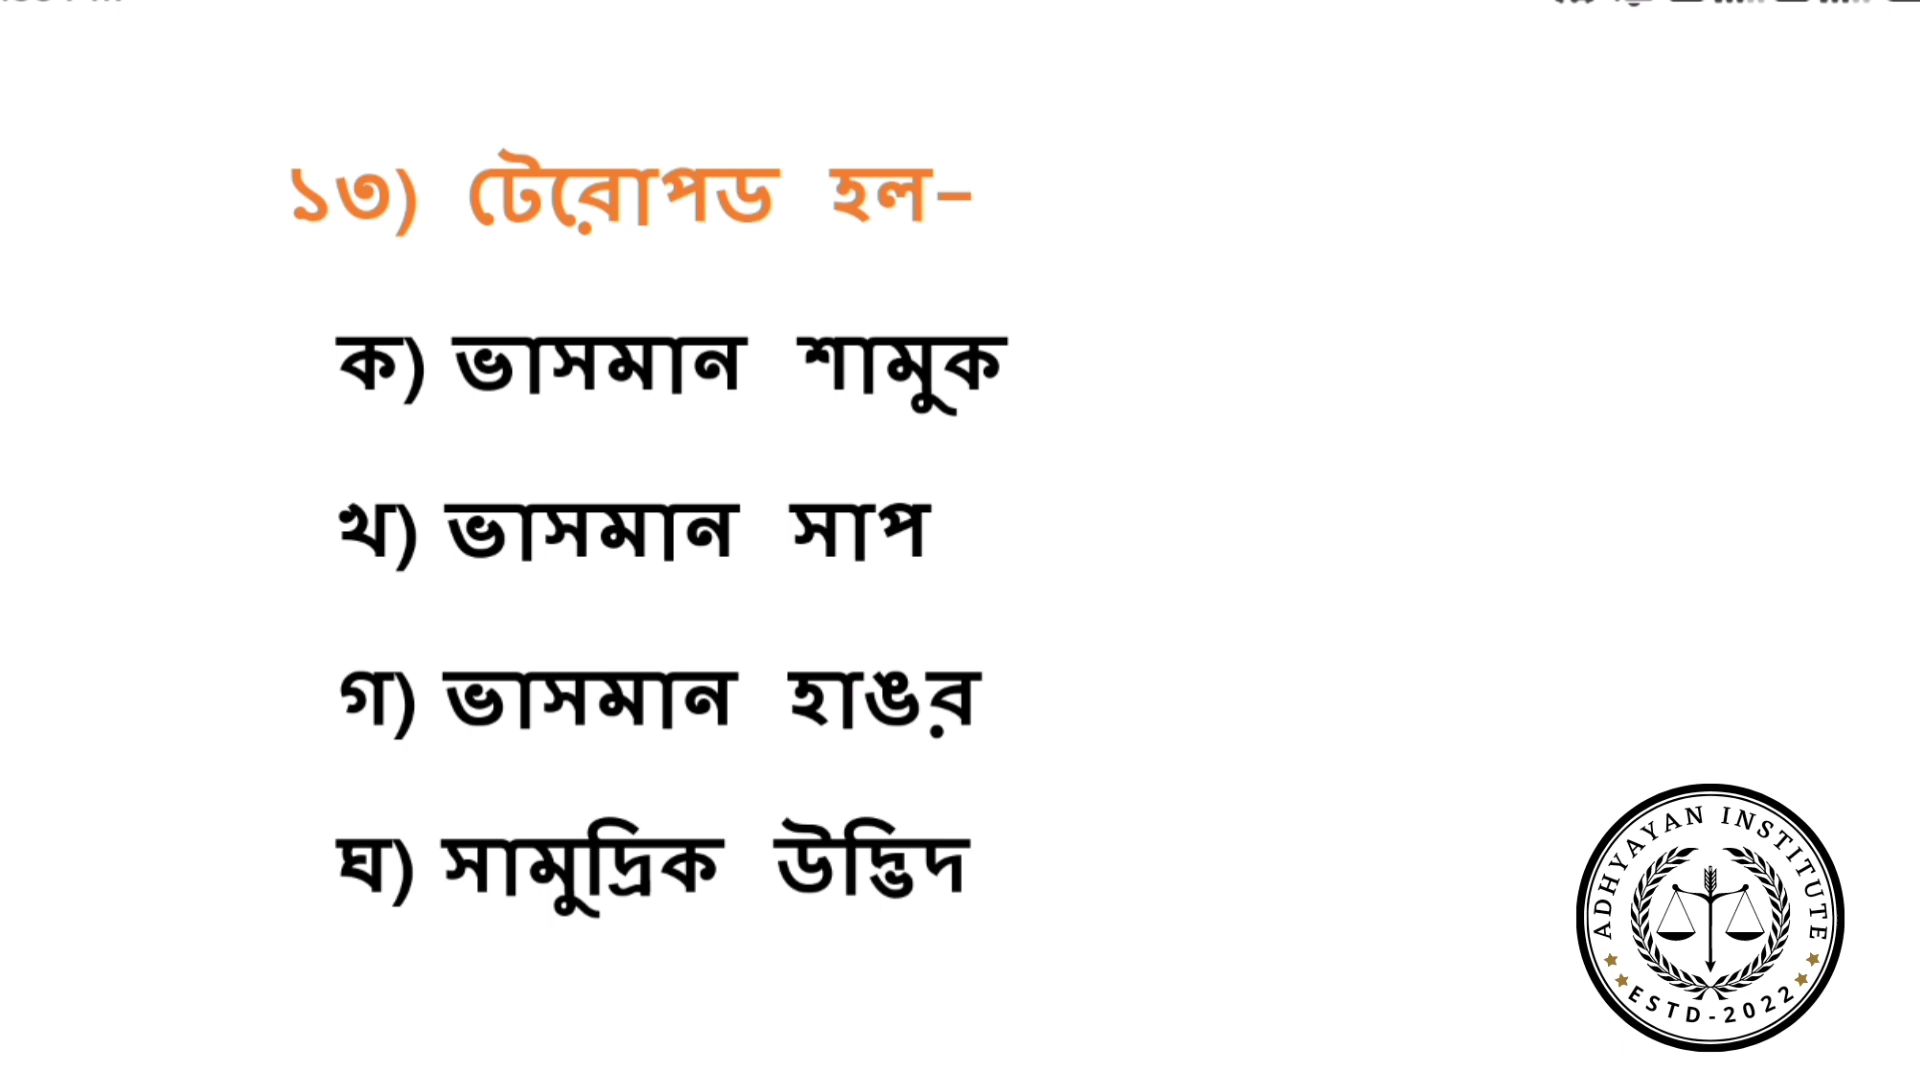 ১৩) টেরোপড হল-
ক) ভাসমান শামুক
খ) ভাসমান সাপ
গ) ভাসমান হাঙর
ঘ) সামুদ্রিক উদ্ভিদ
ADHYAYAN INSTITUTE
ESTD-2022